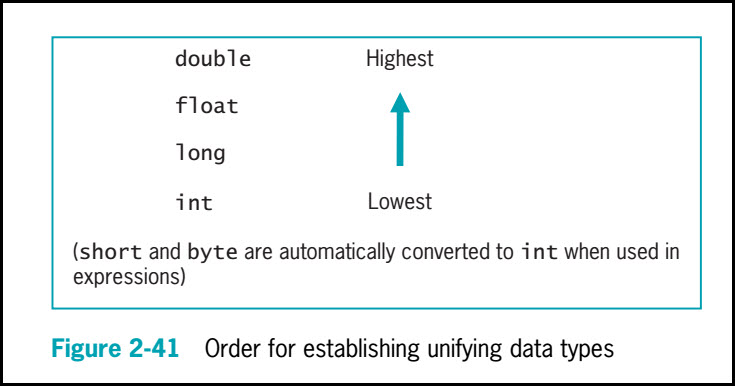 double Highest
float
long
int Lowest
(short and byte are automatically converted to int when used in
expressions)
Figure 2-41 Order for establishing unifying data types